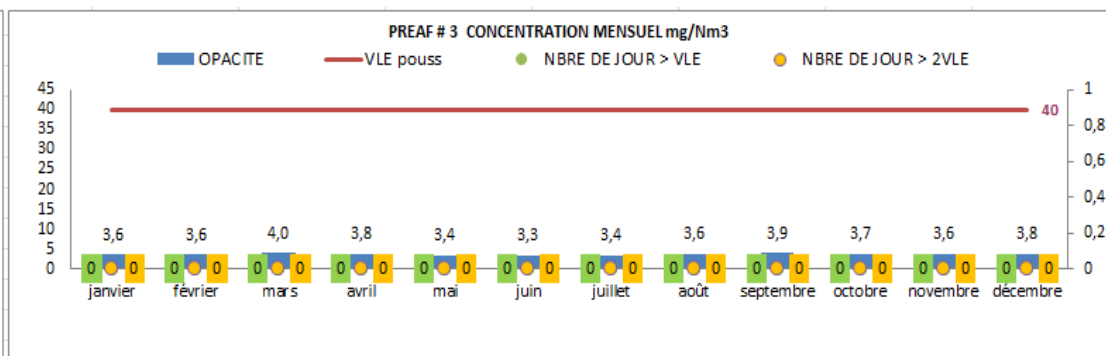 PREAF # 3 CONCENTRATION MENSUEL mg/Nm3
OPACITE VLE pouss NBRE DE JOUR > VLE NBRE DE JOUR > 2VLE
45 1
40 40
35 0,8
30
25 0,6
20 0,4
15
10 3,6 3,6 4,0 3,8 3,4 3,3 3,4 3,6 3,9 3,7 3,6 3,8 0,2
5
0 0 0 0 0 0 0 0 0 0 0 0 0 0 0 0 0 0 0 0 0 0 0 0 0 0
janvier février mars avril mai juin juillet août septembre octobre novembre décembre